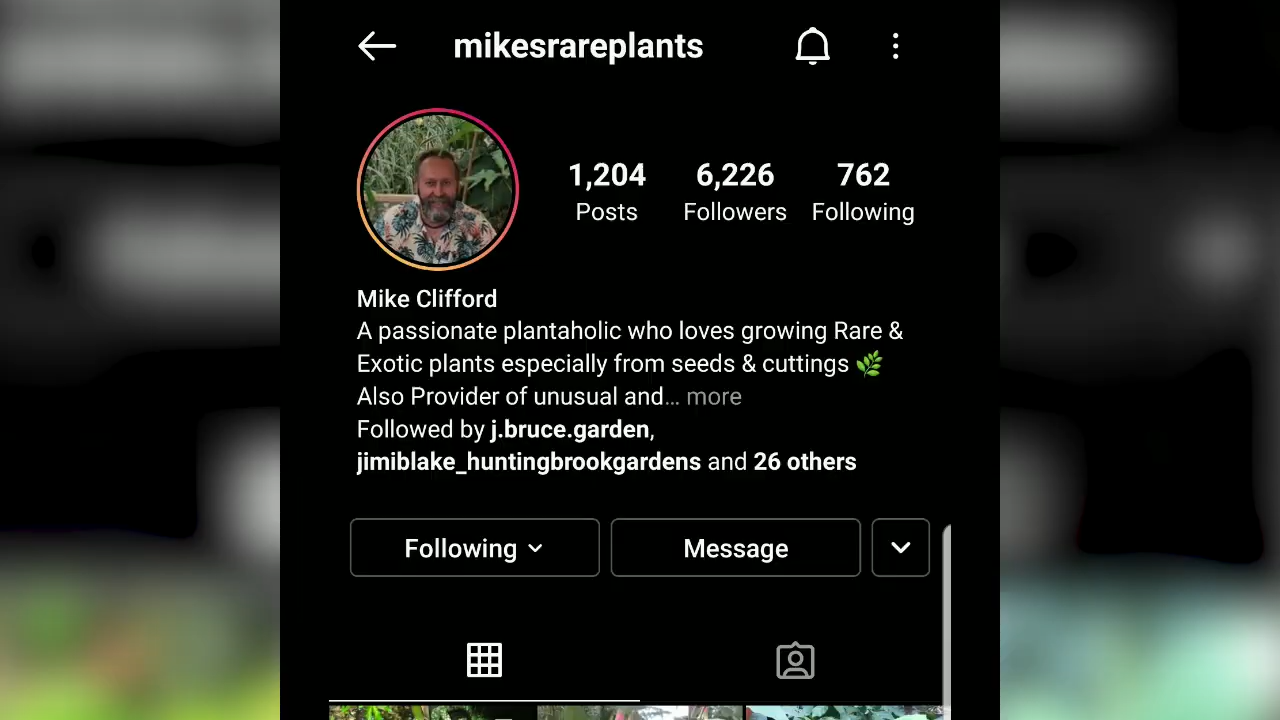 mikesrareplants
1,204 6,226 762
Posts Followers Following
Mike Clifford
A passionate plantaholic who loves growing Rare &
Exotic plants especially from seeds & cuttings 🌿
Also Provider of unusual and... more
Followed by j.bruce.garden,
jimiblake_huntingbrookgardens and 26 others
Following Message